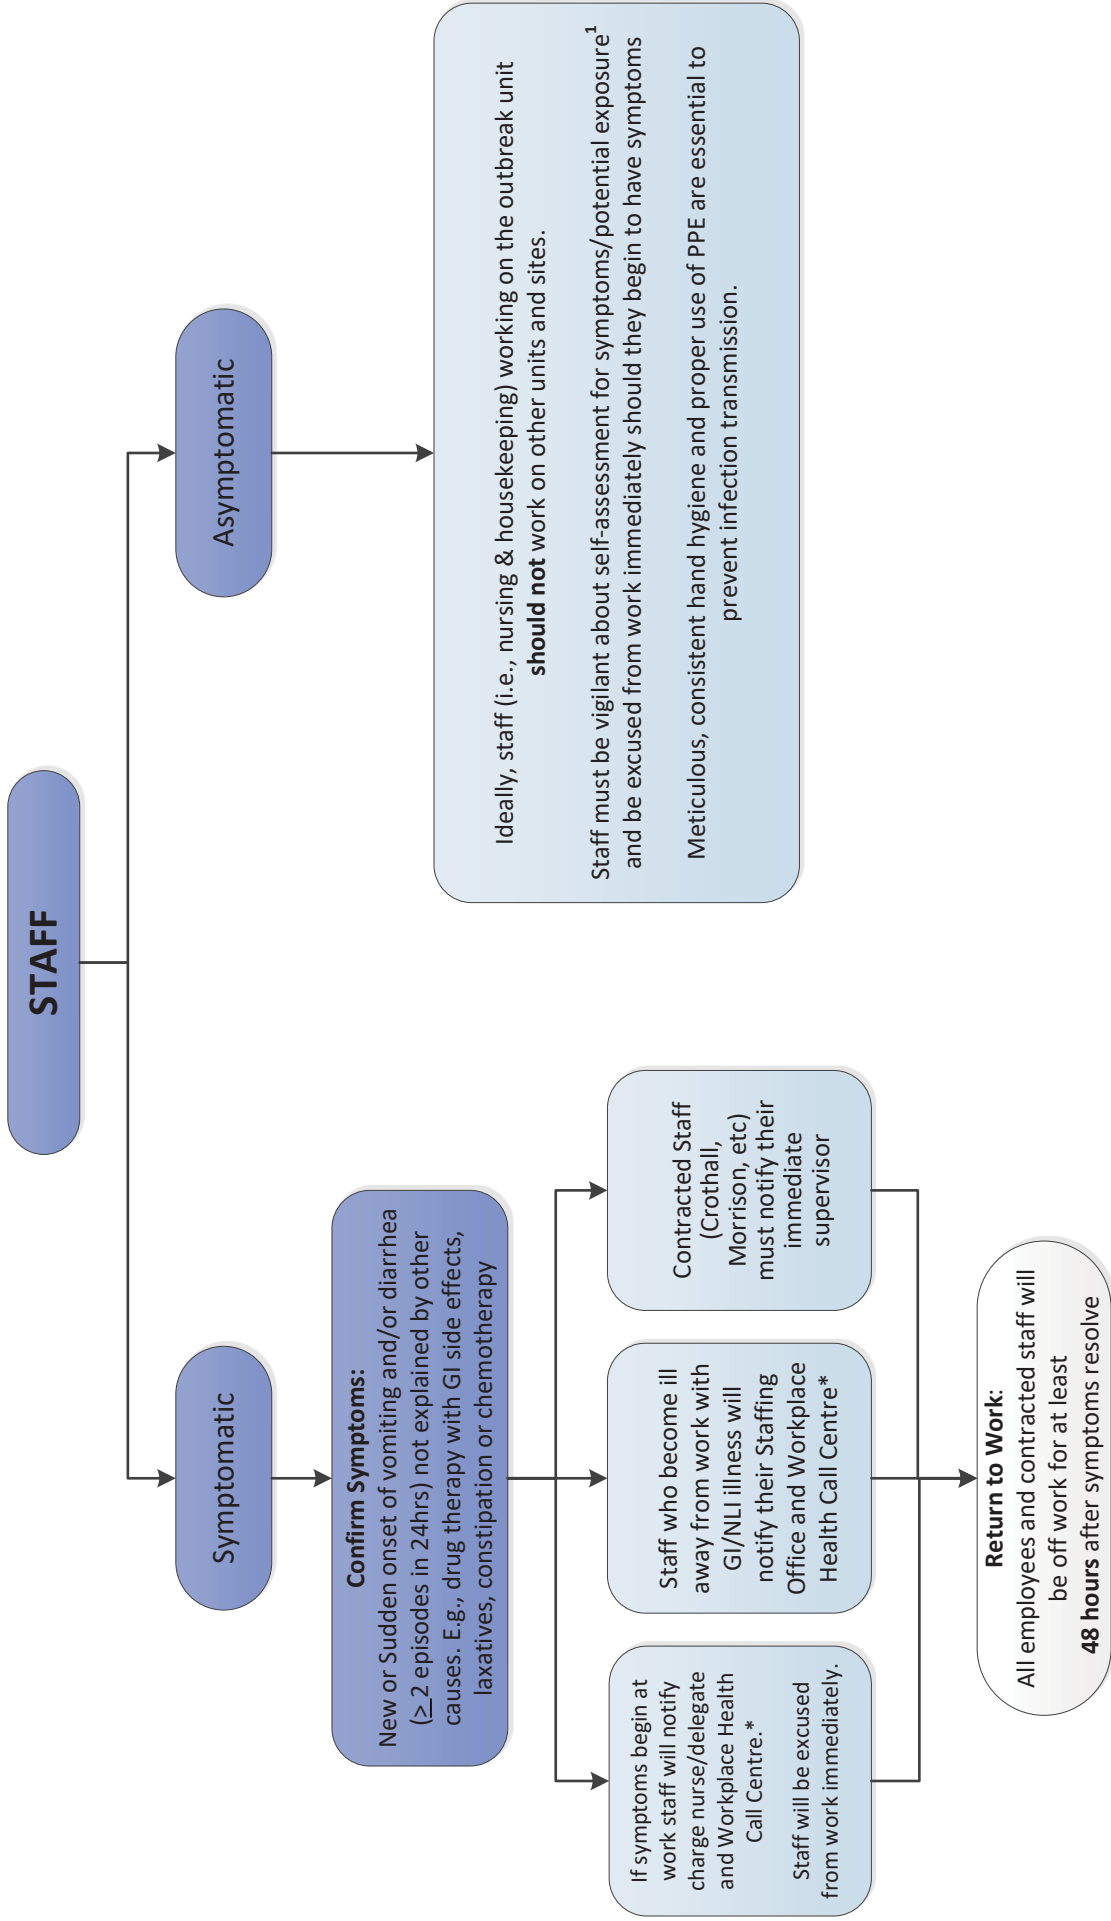 STAFF
Symptomatic
Asymptomatic
Confirm Symptoms:
New or Sudden onset of vomiting and/or diarrhea
(≥2 episodes in 24hrs) not explained by other
causes. E.g., drug therapy with GI side effects,
laxatives, constipation or chemotherapy
If symptoms begin at
work staff will notify
charge nurse/delegate
and Workplace Health
Call Centre.*
Staff will be excused
from work immediately.
Staff who become ill
away from work with
GI/NLI illness will
notify their Staffing
Office and Workplace
Health Call Centre*
Contracted Staff
(Crothall,
Morrison, etc)
must notify their
immediate
supervisor
Return to Work:
All employees and contracted staff will
be off work for at least
48 hours after symptoms resolve
Ideally, staff (i.e., nursing & housekeeping) working on the outbreak unit
should not work on other units and sites.
Staff must be vigilant about self-assessment for symptoms/potential exposure¹
and be excused from work immediately should they begin to have symptoms
Meticulous, consistent hand hygiene and proper use of PPE are essential to
prevent infection transmission.